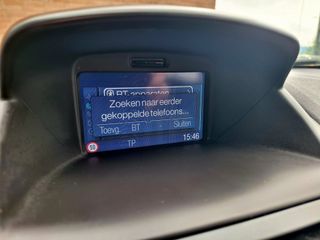 BT apparaten
Zoeken naar eerder
gekoppelde telefoons...
Toevg. BT Sluiten
15:46
TP